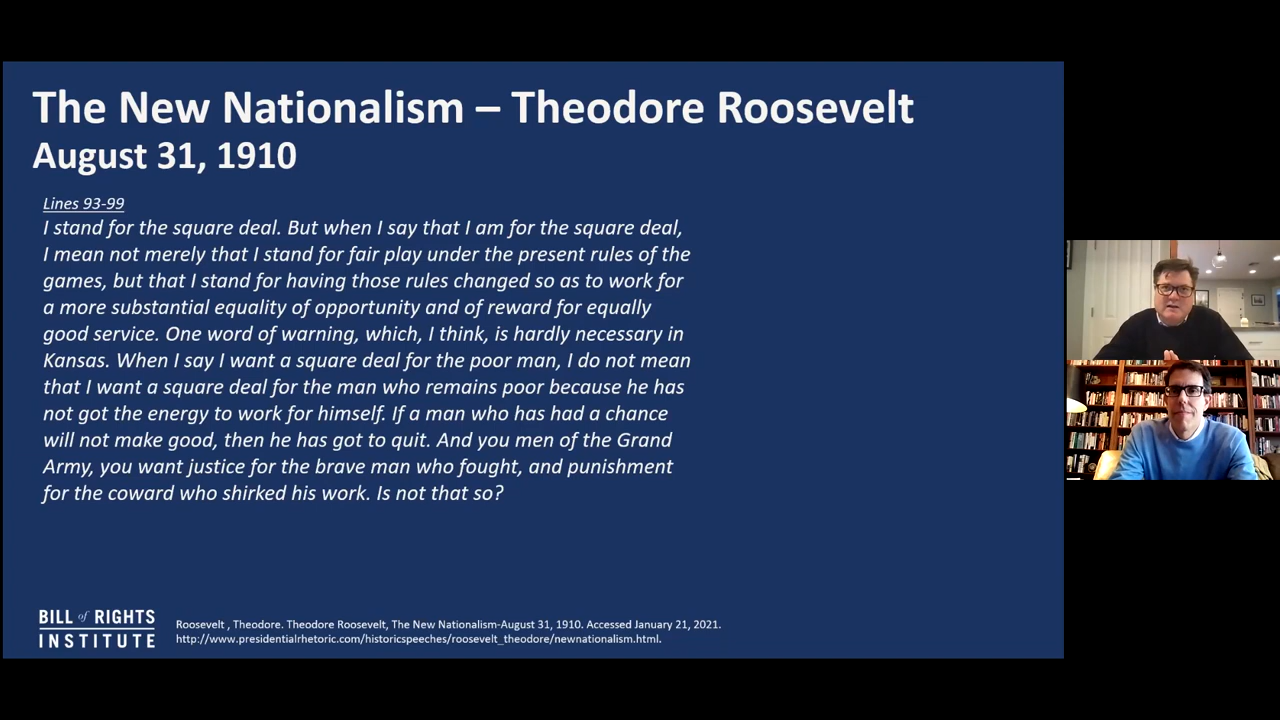 The New Nationalism – Theodore Roosevelt
August 31, 1910
Lines 93-99
I stand for the square deal. But when I say that I am for the square deal,
I mean not merely that I stand for fair play under the present rules of the
games, but that I stand for having those rules changed so as to work for
a more substantial equality of opportunity and of reward for equally
good service. One word of warning, which, I think, is hardly necessary in
Kansas. When I say I want a square deal for the poor man, I do not mean
that I want a square deal for the man who remains poor because he has
not got the energy to work for himself. If a man who has had a chance
will not make good, then he has got to quit. And you men of the Grand
Army, you want justice for the brave man who fought, and punishment
for the coward who shirked his work. Is not that so?
BILL of RIGHTS
INSTITUTE
Roosevelt , Theodore. Theodore Roosevelt, The New Nationalism-August 31, 1910. Accessed January 21, 2021.
http://www.presidentialrhetoric.com/historicspeeches/roosevelt_theodore/newnationalism.html.